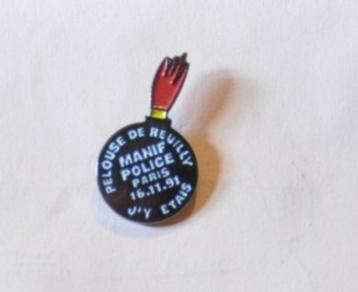 PELOUSE DE REUILLY
MANIF
POLICE
PARIS
16.11.91
J'Y ETAIS